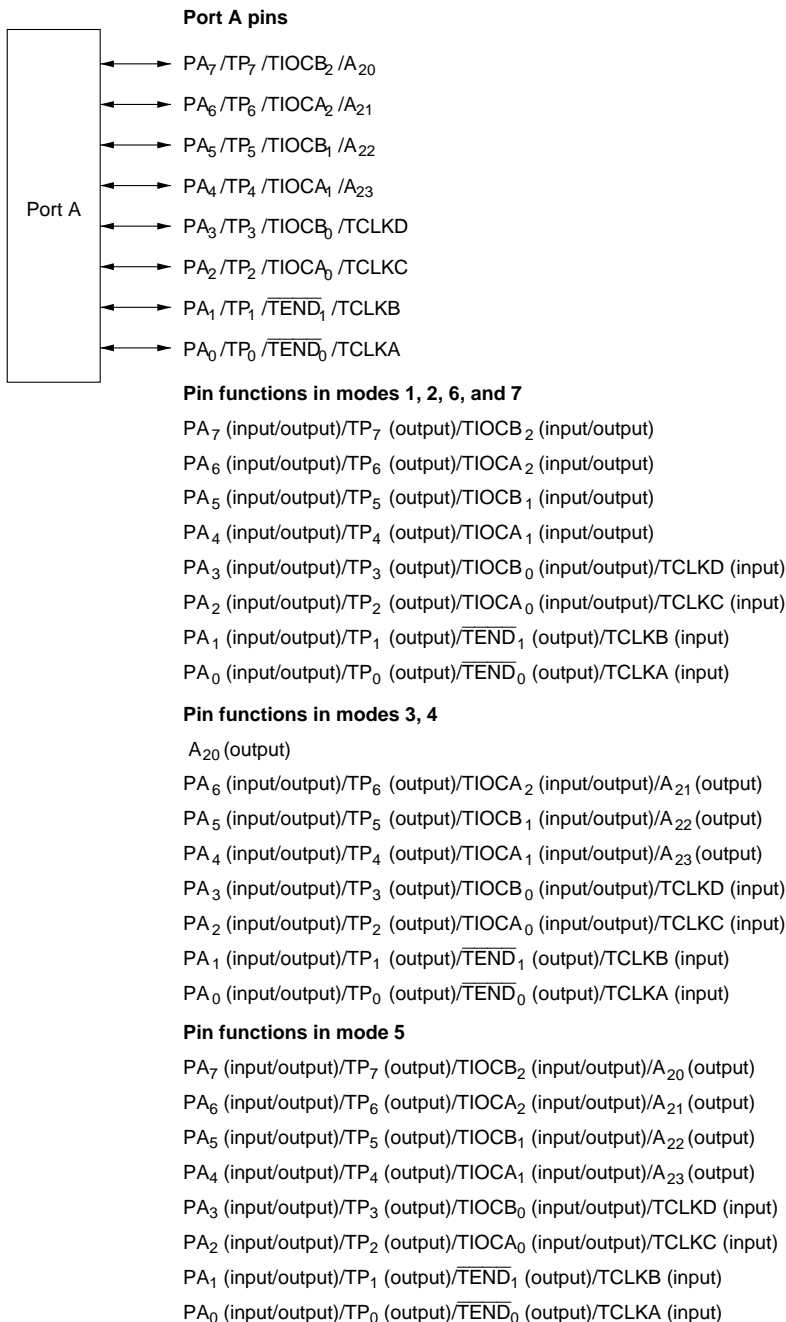 Port A pins
PA₇/TP₇/TIOCB₂/A₂₀
PA₆/TP₆/TIOCA₂/A₂₁
PA₅/TP₅/TIOCB₁/A₂₂
PA₄/TP₄/TIOCA₁/A₂₃
Port A
PA₃/TP₃/TIOCB₀/TCLKD
PA₂/TP₂/TIOCA₀/TCLKC
PA₁/TP₁/T̅E̅N̅D̅₁/TCLKB
PA₀/TP₀/T̅E̅N̅D̅₀/TCLKA
Pin functions in modes 1, 2, 6, and 7
PA₇ (input/output)/TP₇ (output)/TIOCB₂ (input/output)
PA₆ (input/output)/TP₆ (output)/TIOCA₂ (input/output)
PA₅ (input/output)/TP₅ (output)/TIOCB₁ (input/output)
PA₄ (input/output)/TP₄ (output)/TIOCA₁ (input/output)
PA₃ (input/output)/TP₃ (output)/TIOCB₀ (input/output)/TCLKD (input)
PA₂ (input/output)/TP₂ (output)/TIOCA₀ (input/output)/TCLKC (input)
PA₁ (input/output)/TP₁ (output)/T̅E̅N̅D̅₁ (output)/TCLKB (input)
PA₀ (input/output)/TP₀ (output)/T̅E̅N̅D̅₀ (output)/TCLKA (input)
Pin functions in modes 3, 4
A₂₀ (output)
PA₆ (input/output)/TP₆ (output)/TIOCA₂ (input/output)/A₂₁ (output)
PA₅ (input/output)/TP₅ (output)/TIOCB₁ (input/output)/A₂₂ (output)
PA₄ (input/output)/TP₄ (output)/TIOCA₁ (input/output)/A₂₃ (output)
PA₃ (input/output)/TP₃ (output)/TIOCB₀ (input/output)/TCLKD (input)
PA₂ (input/output)/TP₂ (output)/TIOCA₀ (input/output)/TCLKC (input)
PA₁ (input/output)/TP₁ (output)/T̅E̅N̅D̅₁ (output)/TCLKB (input)
PA₀ (input/output)/TP₀ (output)/T̅E̅N̅D̅₀ (output)/TCLKA (input)
Pin functions in mode 5
PA₇ (input/output)/TP₇ (output)/TIOCB₂ (input/output)/A₂₀ (output)
PA₆ (input/output)/TP₆ (output)/TIOCA₂ (input/output)/A₂₁ (output)
PA₅ (input/output)/TP₅ (output)/TIOCB₁ (input/output)/A₂₂ (output)
PA₄ (input/output)/TP₄ (output)/TIOCA₁ (input/output)/A₂₃ (output)
PA₃ (input/output)/TP₃ (output)/TIOCB₀ (input/output)/TCLKD (input)
PA₂ (input/output)/TP₂ (output)/TIOCA₀ (input/output)/TCLKC (input)
PA₁ (input/output)/TP₁ (output)/T̅E̅N̅D̅₁ (output)/TCLKB (input)
PA₀ (input/output)/TP₀ (output)/T̅E̅N̅D̅₀ (output)/TCLKA (input)